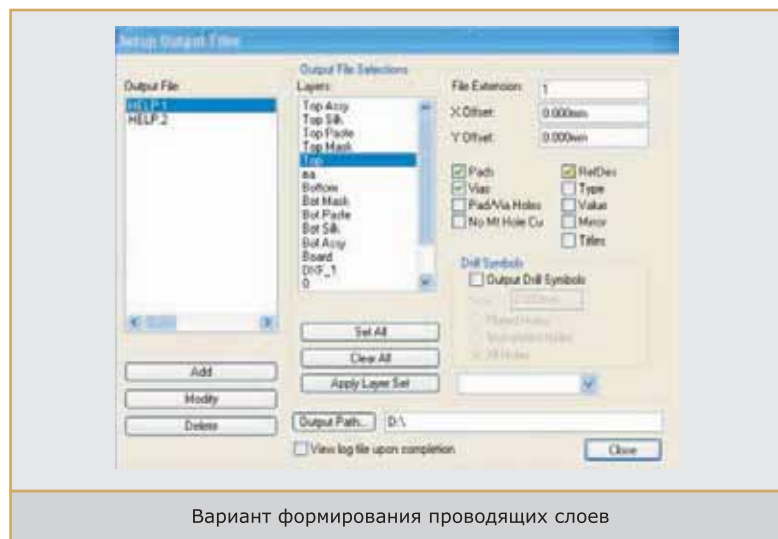 Setup Output Files
Output File
HELP.1
HELP.2
Add
Modify
Delete
Output File Selections
Layers:
Top Assy
Top Silk
Top Paste
Top Mask
Top
Bottom
Bot Mask
Bot Paste
Bot Silk
Bot Assy
Board
DXF_1
0
Set All
Clear All
Apply Layer Set
File Extension: 1
X Offset: 0.000mm
Y Offset: 0.000mm
Pads
Vias
Pad/Via Holes
No Mt Hole Cu
RefDes
Type
Value
Mirror
Titles
Drill Symbols
Output Drill Symbols
All Holes
Output Path... D:\
View log file upon completion
Close
Вариант формирования проводящих слоев